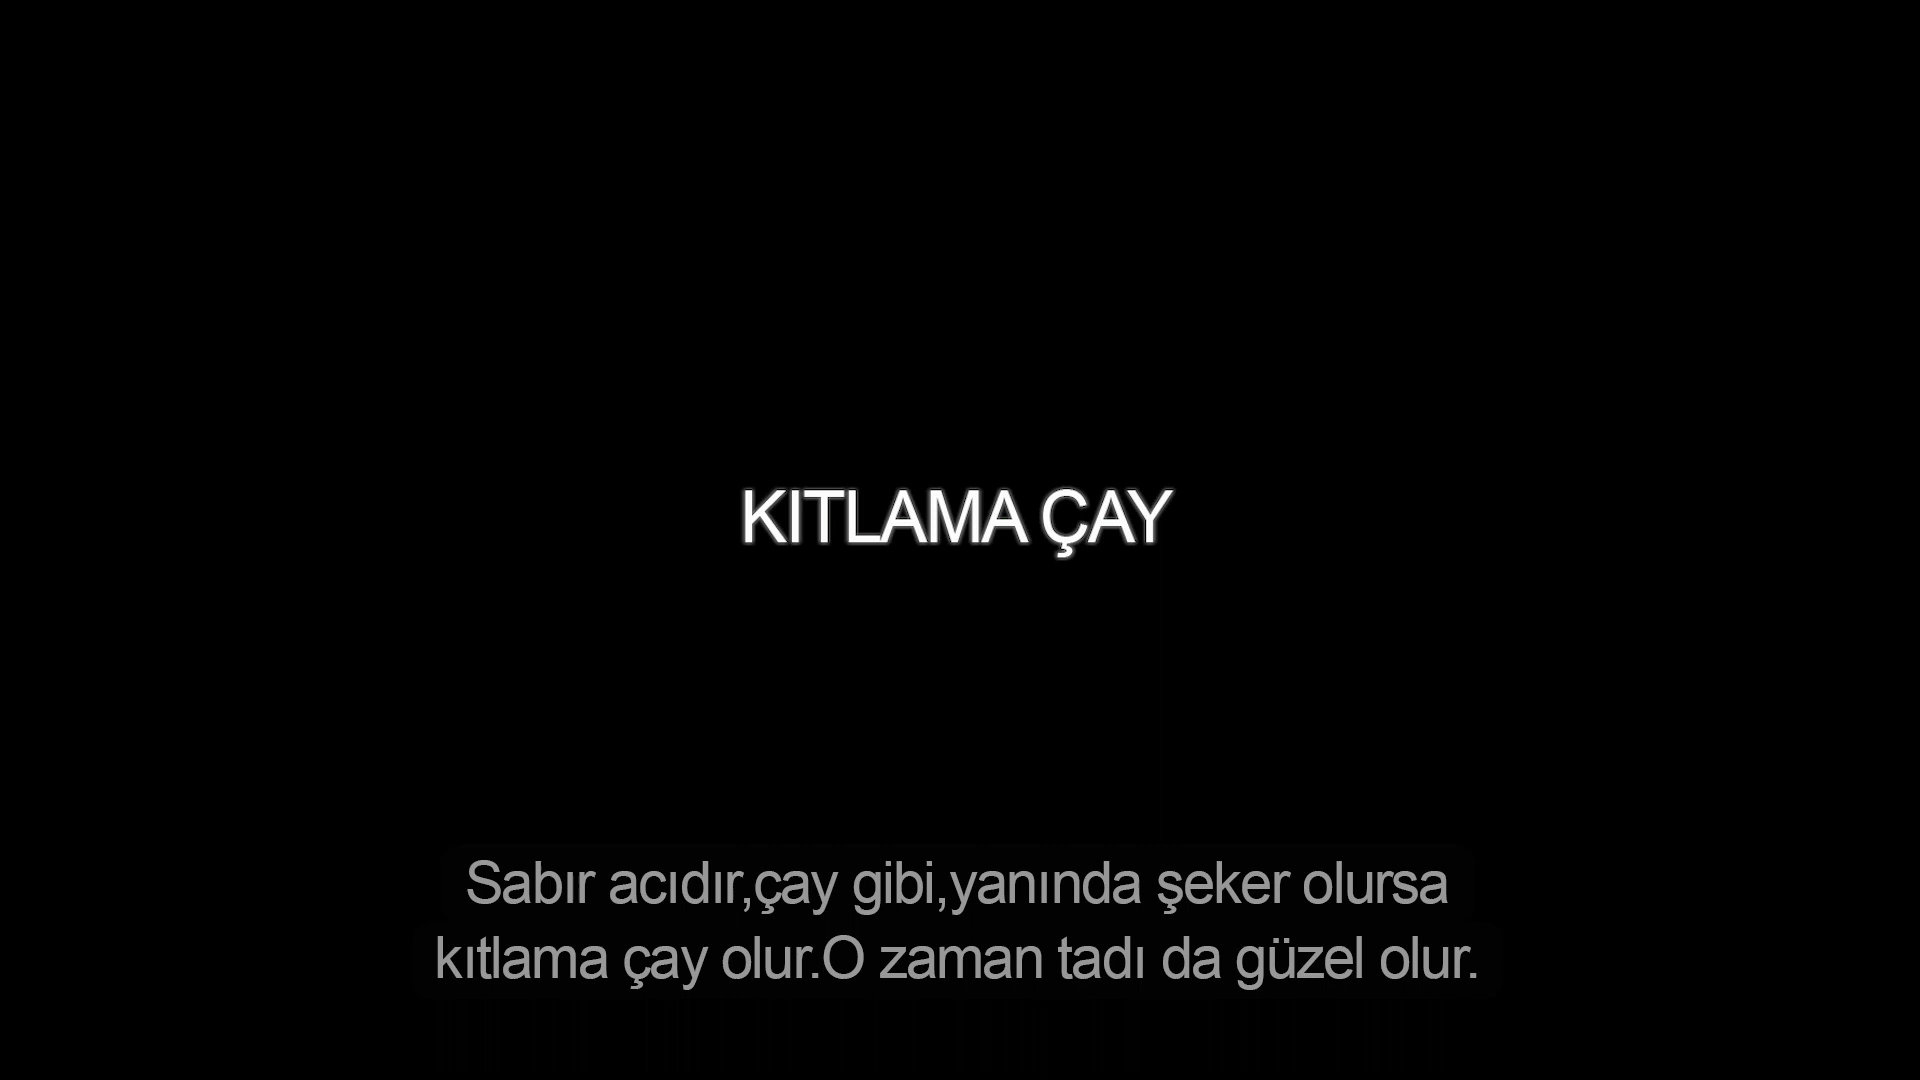 KITLAMA ÇAY
Sabır acıdır,çay gibi,yanında şeker olursa
kıtlama çay olur.O zaman tadı da güzel olur.